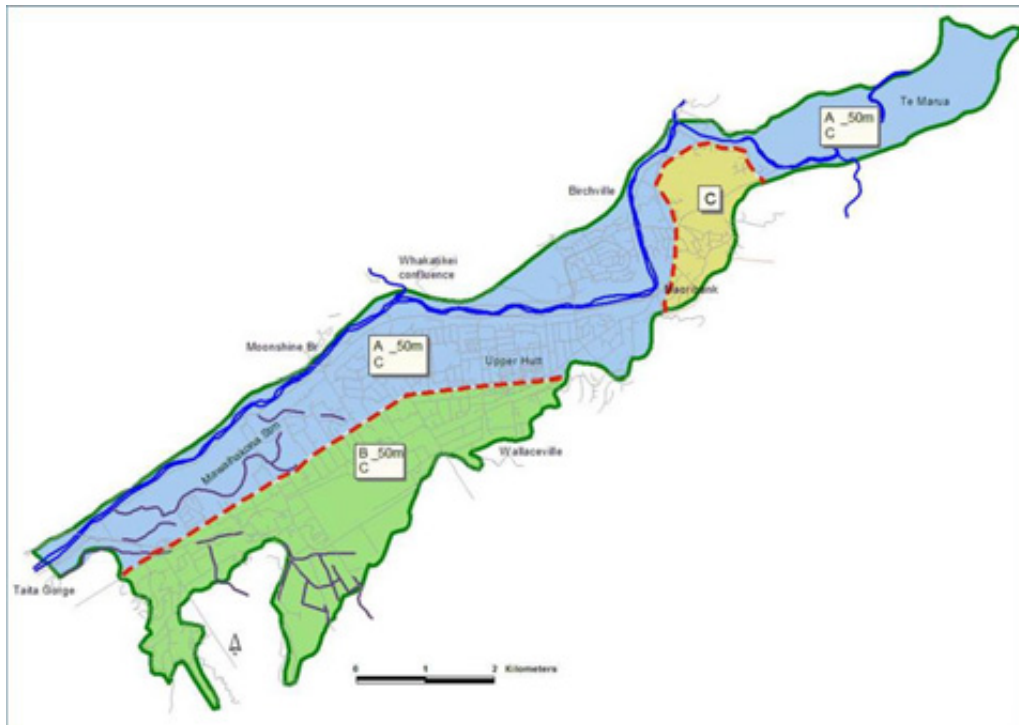 Te Marua
A _50m
C
Birchville
C
Whakatikei
confluence
Maoribank
Moonshine Br
A _50m
C
Upper Hutt
Mawaihakona Stm
B _50m
C
Wallaceville
Taita Gorge
0 1 2 Kilometers